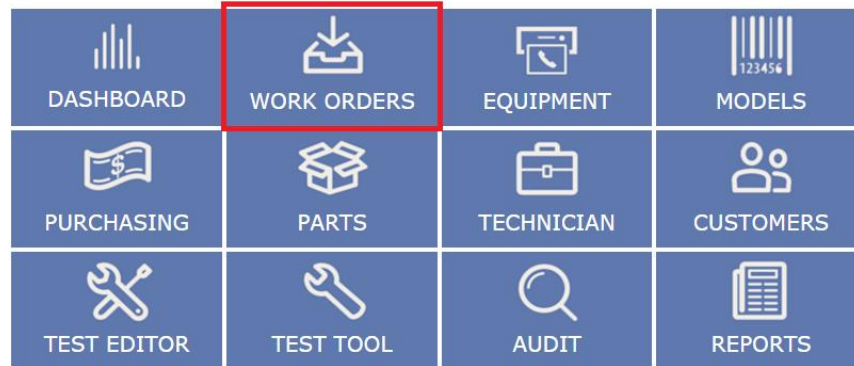 DASHBOARD
WORK ORDERS
EQUIPMENT
123456
MODELS
PURCHASING
PARTS
TECHNICIAN
CUSTOMERS
TEST EDITOR
TEST TOOL
AUDIT
REPORTS